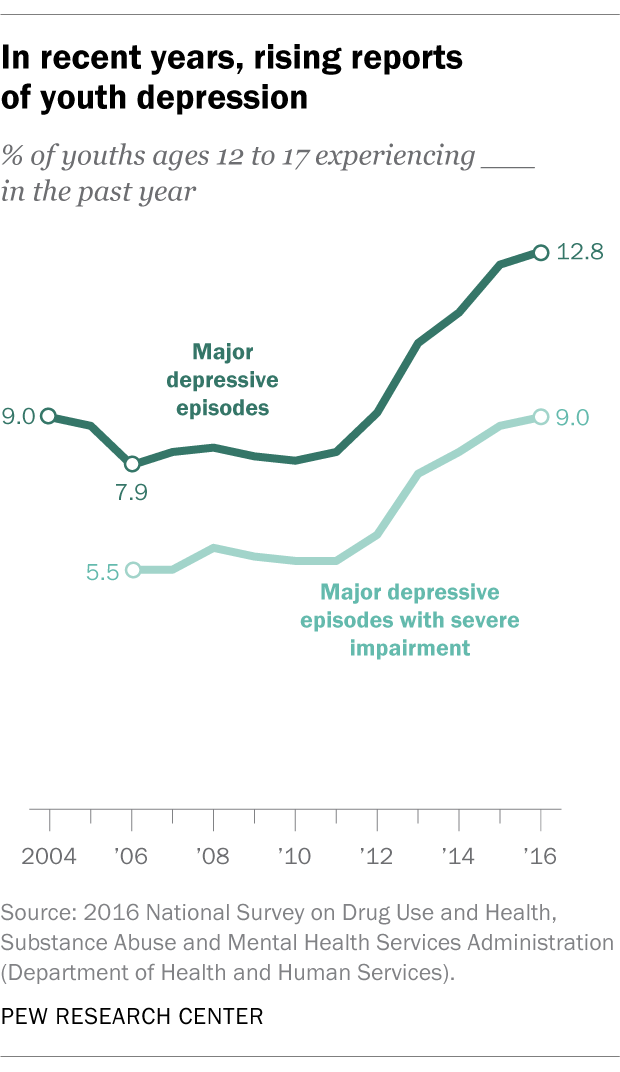 In recent years, rising reports
of youth depression
% of youths ages 12 to 17 experiencing ____
in the past year
12.8
Major
depressive
episodes
9.0
9.0
7.9
5.5
Major depressive
episodes with severe
impairment
2004 ’06 ’08 ’10 ’12 ’14 ’16
Source: 2016 National Survey on Drug Use and Health,
Substance Abuse and Mental Health Services Administration
(Department of Health and Human Services).
PEW RESEARCH CENTER